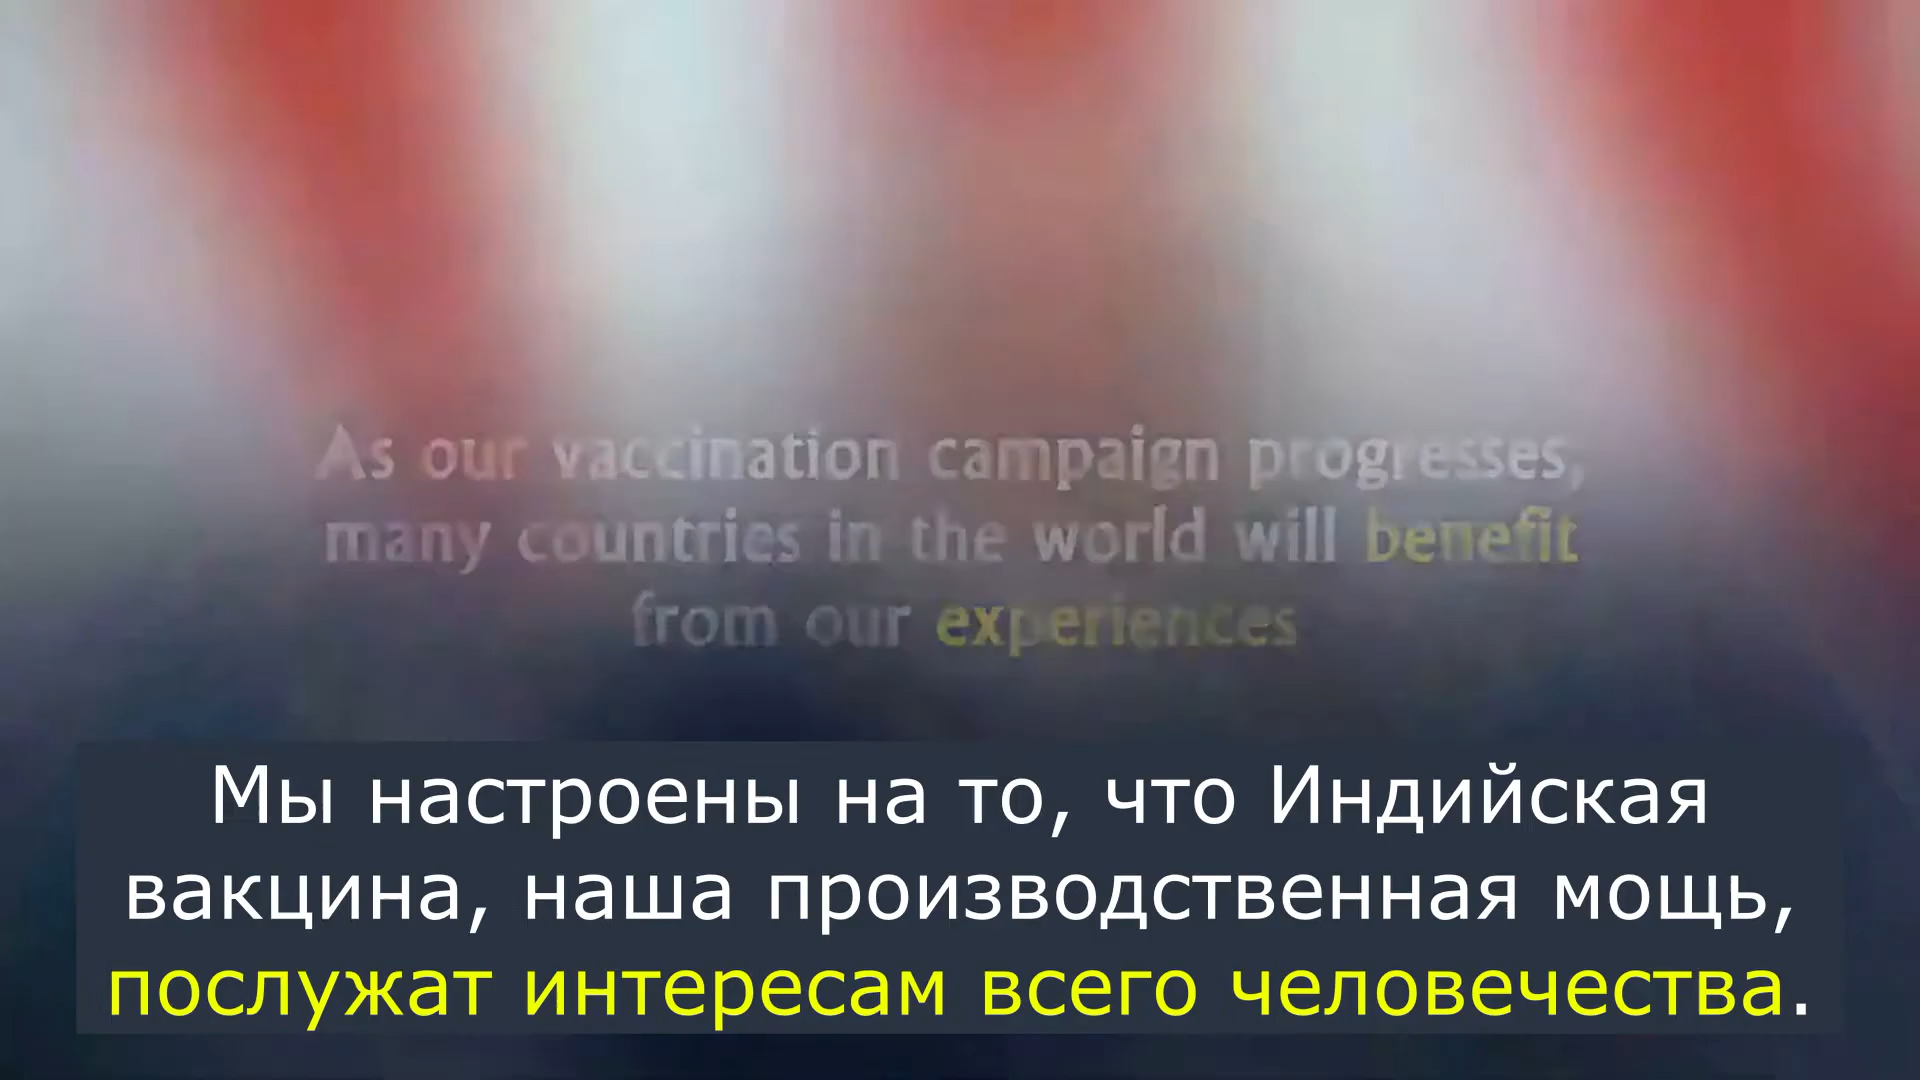 As our vaccination campaign progresses,
many countries in the world will benefit
from our experiences
Мы настроены на то, что Индийская
вакцина, наша производственная мощь,
послужат интересам всего человечества.